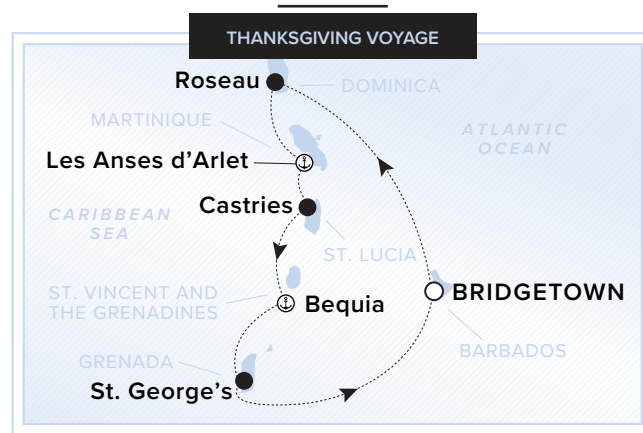 THANKSGIVING VOYAGE
Roseau
DOMINICA
MARTINIQUE
ATLANTIC
OCEAN
Les Anses d’Arlet
Castries
CARIBBEAN
SEA
ST. LUCIA
ST. VINCENT AND
THE GRENADINES
Bequia
BRIDGETOWN
BARBADOS
GRENADA
St. George’s